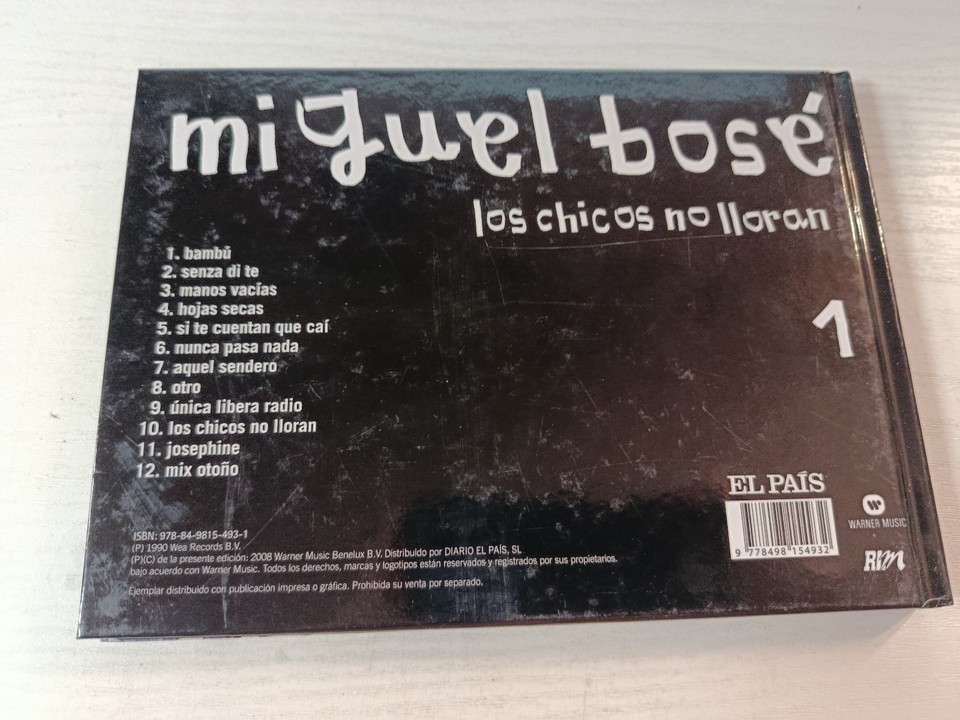 miguel bosé
los chicos no lloran
1. bambú
2. senza di te
3. manos vacías
4. hojas secas
5. si te cuentan que caí
6. nunca pasa nada
7. aquel sendero
8. otro
9. única libera radio
10. los chicos no lloran
11. josephine
12. mix otoño
1
EL PAÍS
9 778498 154932
WARNER MUSIC
RLM
ISBN: 978-84-9815-493-1
(P) 1990 Wea Records B.V.
(P)(C) de la presente edición: 2008 Warner Music Benelux B.V. Distribuido por DIARIO EL PAÍS, SL
bajo acuerdo con Warner Music. Todos los derechos, marcas y logotipos están reservados y registrados por sus propietarios.
Ejemplar distribuido con publicación impresa o gráfica. Prohibida su venta por separado.